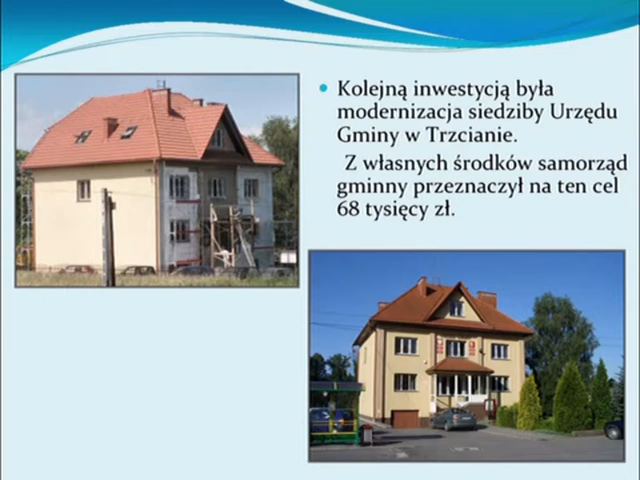 Kolejną inwestycją była
modernizacja siedziby Urzędu
Gminy w Trzcianie.
Z własnych środków samorząd
gminny przeznaczył na ten cel
68 tysięcy zł.